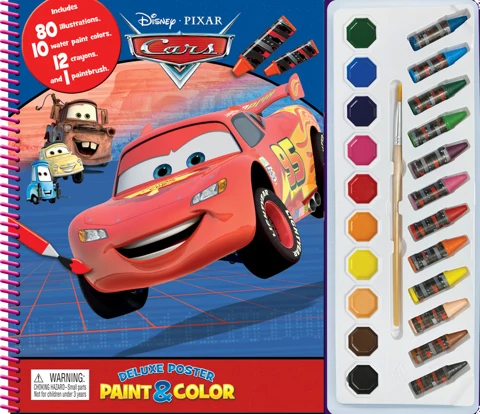 Includes
80 illustrations,
10 water paint colors,
12 crayons,
and 1 paintbrush.
Disney · PIXAR
Cars
95
WARNING:
CHOKING HAZARD–Small parts
Not for children under 3 years
DELUXE POSTER
PAINT & COLOR